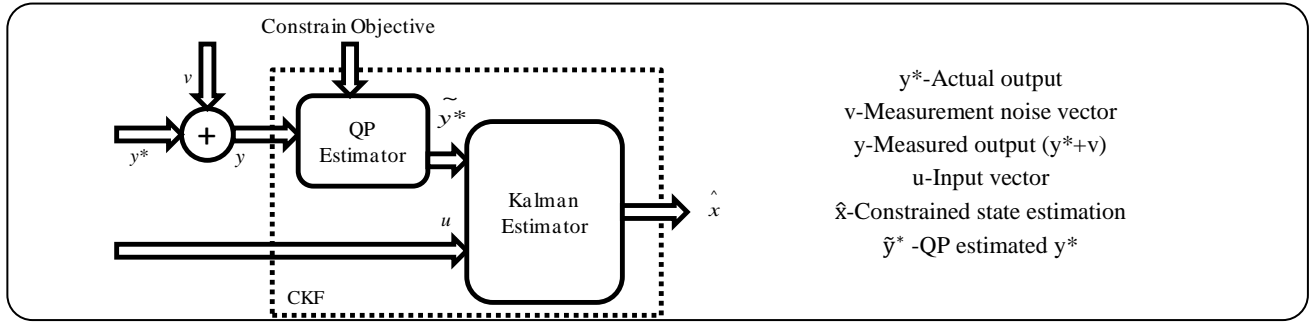 Constrain Objective
v
y*
+
y
QP
Estimator
ỹ*
u
Kalman
Estimator
x̂
CKF
y*-Actual output
v-Measurement noise vector
y-Measured output (y*+v)
u-Input vector
x̂-Constrained state estimation
ỹ* -QP estimated y*